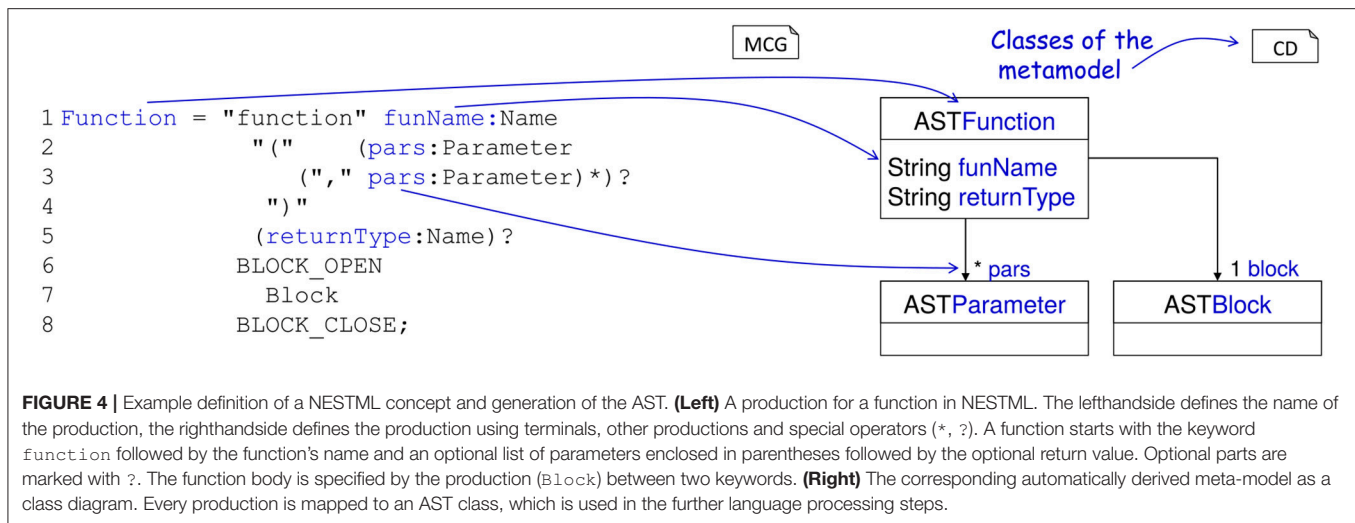 MCG
Classes of the
metamodel
CD
1 Function = "function" funName:Name
2 "(" (pars:Parameter
3 ("," pars:Parameter)*)?
4 ")"
5 (returnType:Name)?
6 BLOCK_OPEN
7 Block
8 BLOCK_CLOSE;
ASTFunction
String funName
String returnType
* pars
1 block
ASTParameter
ASTBlock
FIGURE 4 | Example definition of a NESTML concept and generation of the AST. (Left) A production for a function in NESTML. The lefthandside defines the name of
the production, the righthandside defines the production using terminals, other productions and special operators (*, ?). A function starts with the keyword
function followed by the function's name and an optional list of parameters enclosed in parentheses followed by the optional return value. Optional parts are
marked with ?. The function body is specified by the production (Block) between two keywords. (Right) The corresponding automatically derived meta-model as a
class diagram. Every production is mapped to an AST class, which is used in the further language processing steps.